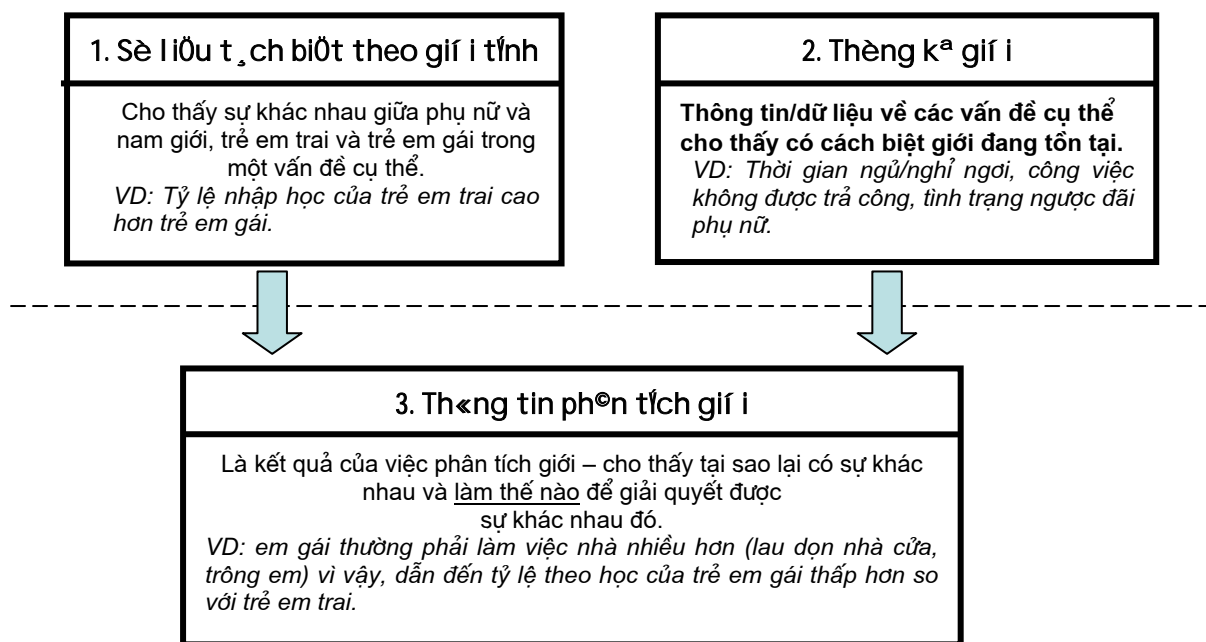 1. Sè liÖu t¸ch biÖt theo giíi tÝnh
Cho thấy sự khác nhau giữa phụ nữ và
nam giới, trẻ em trai và trẻ em gái trong
một vấn đề cụ thể.
VD: Tỷ lệ nhập học của trẻ em trai cao
hơn trẻ em gái.
2. Thèng kª giíi
Thông tin/dữ liệu về các vấn đề cụ thể
cho thấy có cách biệt giới đang tồn tại.
VD: Thời gian ngủ/nghỉ ngơi, công việc
không được trả công, tình trạng ngược đãi
phụ nữ.
3. Th«ng tin ph©n tÝch giíi
Là kết quả của việc phân tích giới – cho thấy tại sao lại có sự khác
nhau và làm thế nào để giải quyết được
sự khác nhau đó.
VD: em gái thường phải làm việc nhà nhiều hơn (lau dọn nhà cửa,
trông em) vì vậy, dẫn đến tỷ lệ theo học của trẻ em gái thấp hơn so
với trẻ em trai.